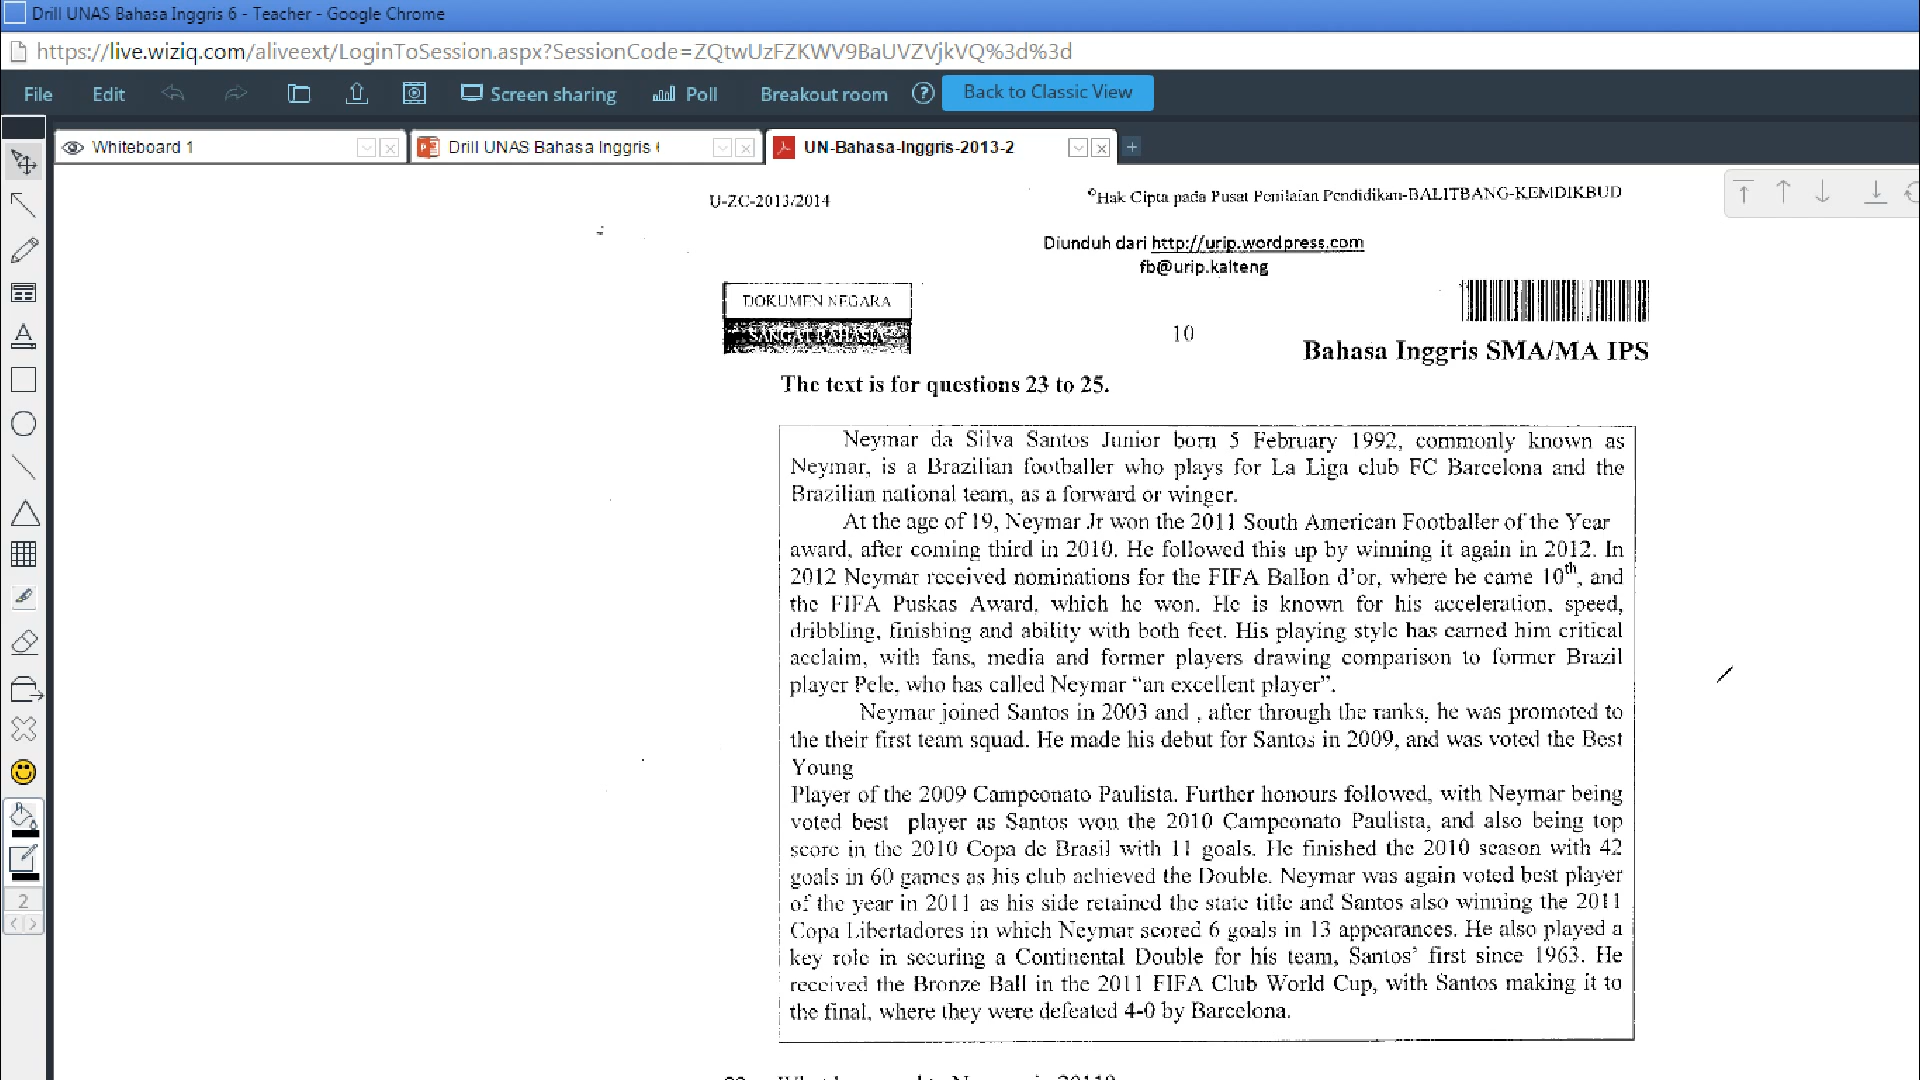 Drill UNAS Bahasa Inggris 6 - Teacher - Google Chrome
https://live.wiziq.com/aliveext/LoginToSession.aspx?SessionCode=ZQtwUzFZKWV9BaUVZVjkVQ%3d%3d
File Edit Screen sharing Poll Breakout room ? Back to Classic View
Whiteboard 1 Drill UNAS Bahasa Inggris UN-Bahasa-Inggris-2013-2
U-ZC-2013/2014 ©Hak Cipta pada Pusat Penilaian Pendidikan-BALITBANG-KEMDIKBUD
Diunduh dari http://urip.wordpress.com
fb@urip.kalteng
DOKUMEN NEGARA
SANGAT RAHASIA
10
Bahasa Inggris SMA/MA IPS
The text is for questions 23 to 25.
Neymar da Silva Santos Junior born 5 February 1992, commonly known as
Neymar, is a Brazilian footballer who plays for La Liga club FC Barcelona and the
Brazilian national team, as a forward or winger.
At the age of 19, Neymar Jr won the 2011 South American Footballer of the Year
award, after coming third in 2010. He followed this up by winning it again in 2012. In
2012 Neymar received nominations for the FIFA Ballon d'or, where he came 10th, and
the FIFA Puskas Award, which he won. He is known for his acceleration, speed,
dribbling, finishing and ability with both feet. His playing style has earned him critical
acclaim, with fans, media and former players drawing comparison to former Brazil
player Pele, who has called Neymar "an excellent player".
Neymar joined Santos in 2003 and , after through the ranks, he was promoted to
the their first team squad. He made his debut for Santos in 2009, and was voted the Best
Young
Player of the 2009 Campeonato Paulista. Further honours followed, with Neymar being
voted best player as Santos won the 2010 Campeonato Paulista, and also being top
score in the 2010 Copa de Brasil with 11 goals. He finished the 2010 season with 42
goals in 60 games as his club achieved the Double. Neymar was again voted best player
of the year in 2011 as his side retained the state title and Santos also winning the 2011
Copa Libertadores in which Neymar scored 6 goals in 13 appearances. He also played a
key role in securing a Continental Double for his team, Santos' first since 1963. He
received the Bronze Ball in the 2011 FIFA Club World Cup, with Santos making it to
the final, where they were defeated 4-0 by Barcelona.
2